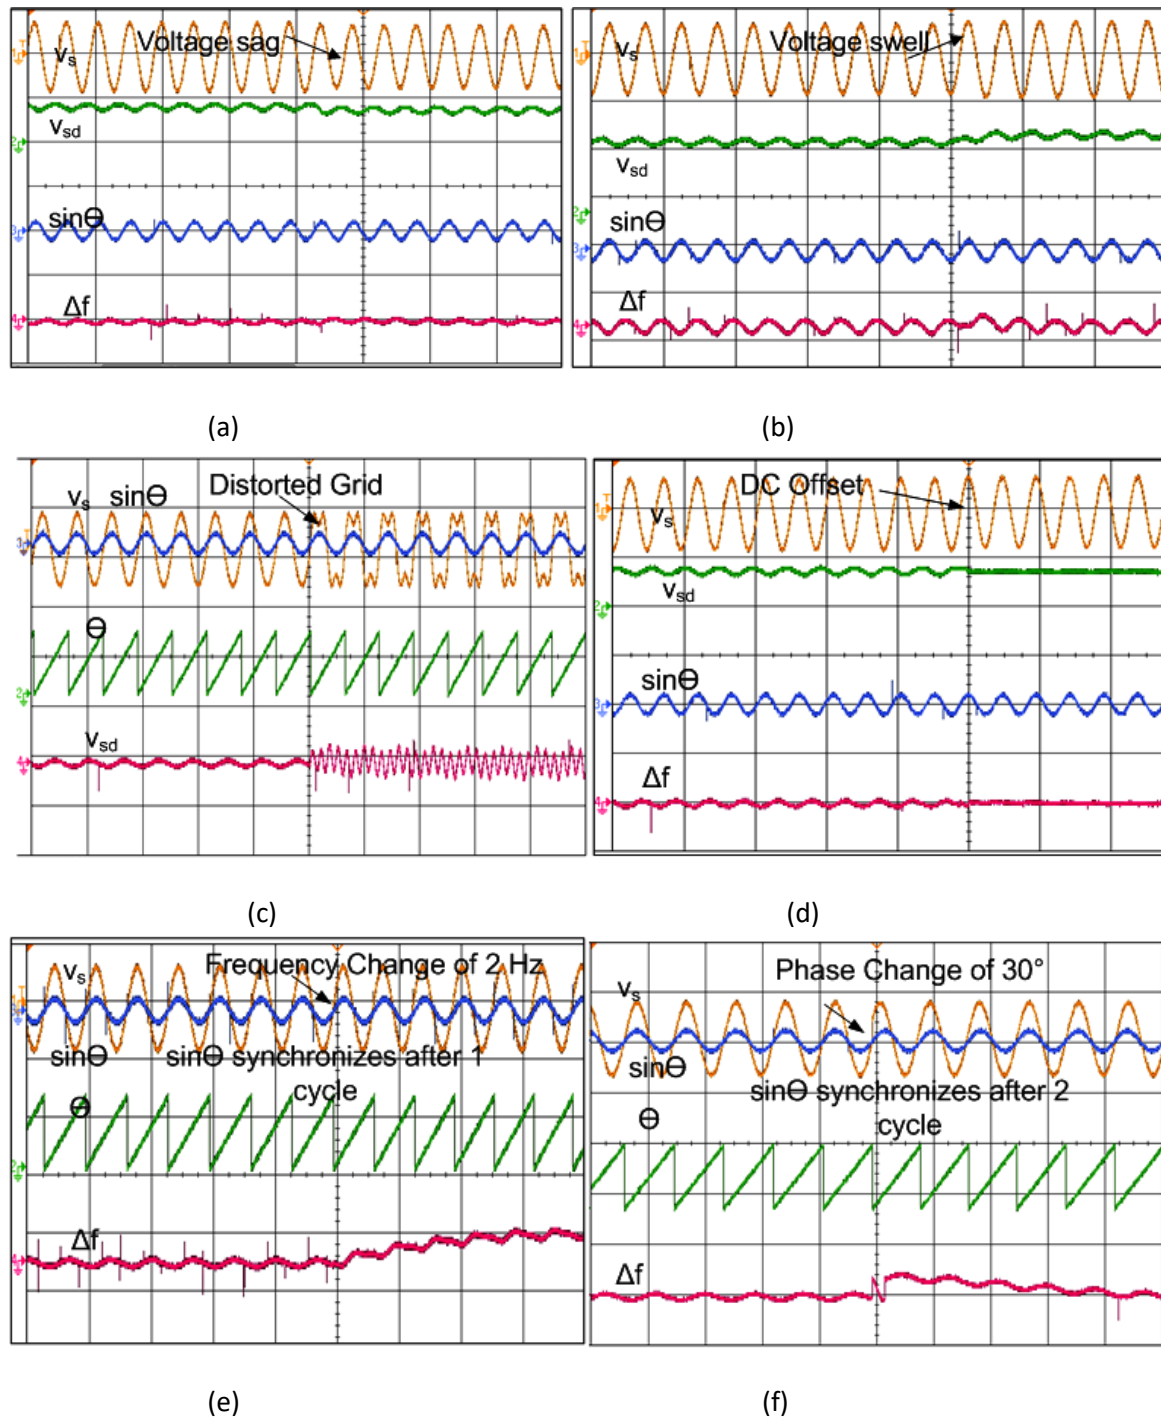 Voltage sag
vs
vsd
sinΘ
Δf
(a)
Voltage swell
vs
vsd
sinΘ
Δf
(b)
Distorted Grid
vs sinΘ
Θ
vsd
(c)
DC Offset
vs
vsd
sinΘ
Δf
(d)
Frequency Change of 2 Hz
vs
sinΘ
sinΘ synchronizes after 1
cycle
Θ
Δf
(e)
Phase Change of 30°
vs
sinΘ
sinΘ synchronizes after 2
cycle
Θ
Δf
(f)